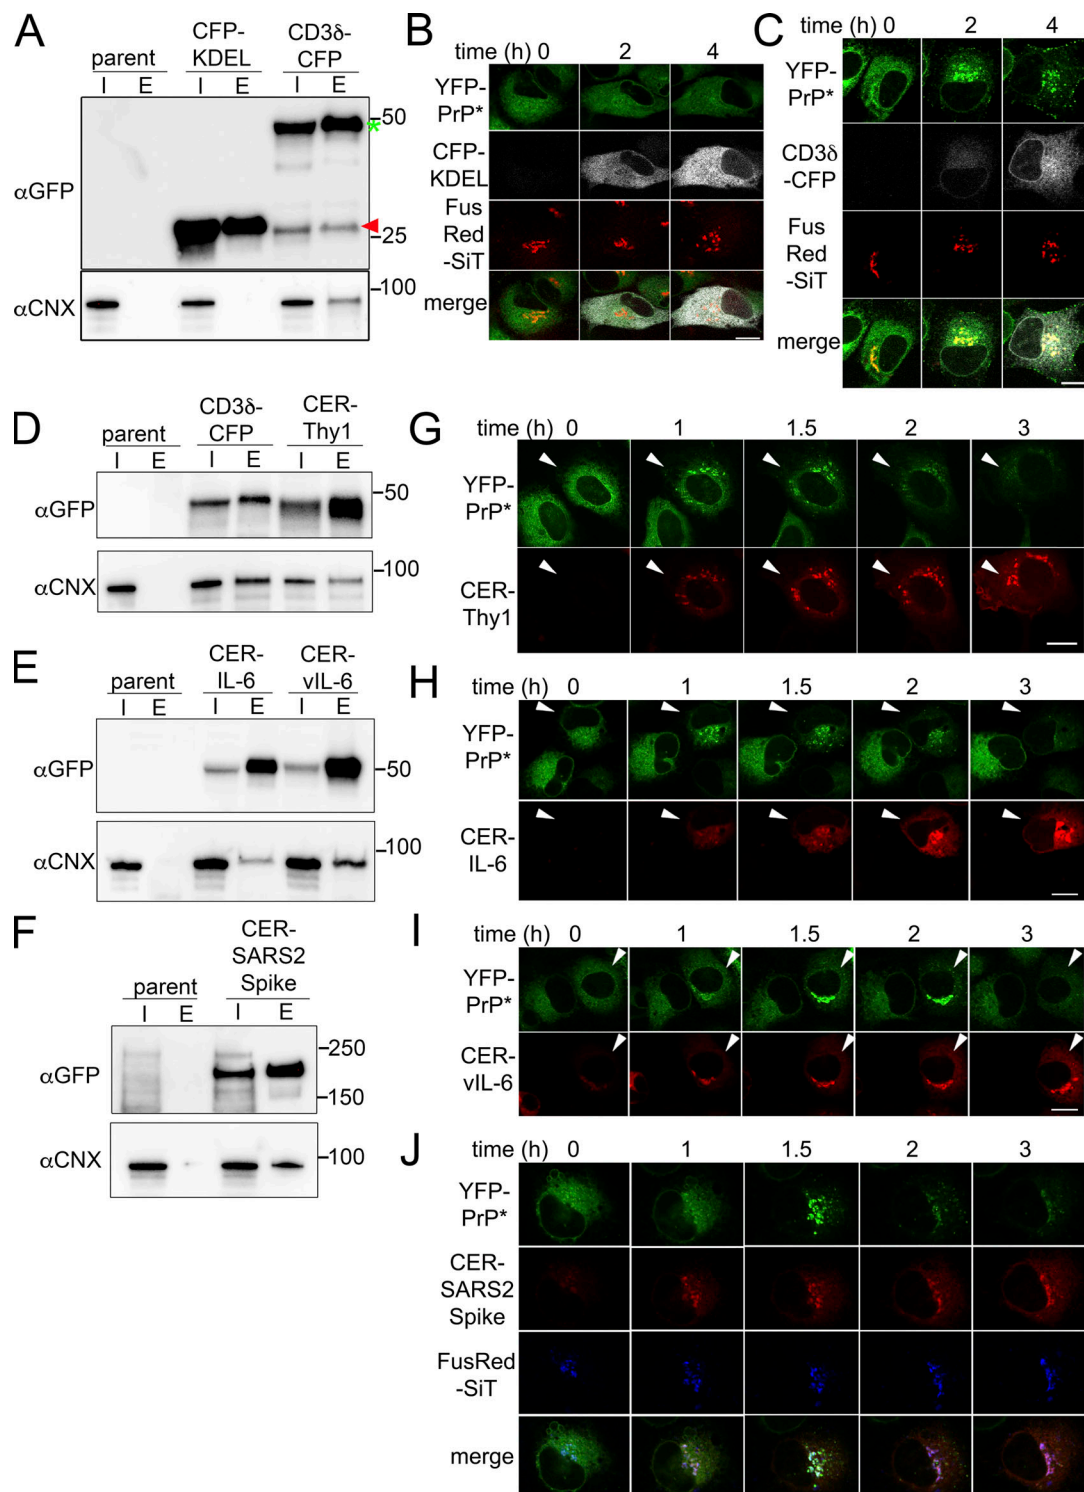 A
CFP-
KDEL
CD3δ-
CFP
parent
I E I E I E
αGFP
50
*
25
αCNX
100
B
time (h) 0 2 4
YFP-
PrP*
CFP-
KDEL
Fus
Red
-SiT
merge
C
time (h) 0 2 4
YFP-
PrP*
CD3δ
-CFP
Fus
Red
-SiT
merge
D
CD3δ-
CFP
CER-
Thy1
parent
I E I E I E
αGFP
50
αCNX
100
E
CER-
IL-6
CER-
vIL-6
parent
I E I E I E
αGFP
50
αCNX
100
F
CER-
SARS2
Spike
parent
I E I E
αGFP
250
150
αCNX
100
G
time (h) 0 1 1.5 2 3
YFP-
PrP*
CER-
Thy1
H
time (h) 0 1 1.5 2 3
YFP-
PrP*
CER-
IL-6
I
time (h) 0 1 1.5 2 3
YFP-
PrP*
CER-
vIL-6
J
time (h) 0 1 1.5 2 3
YFP-
PrP*
CER-
SARS2
Spike
FusRed
-SiT
merge